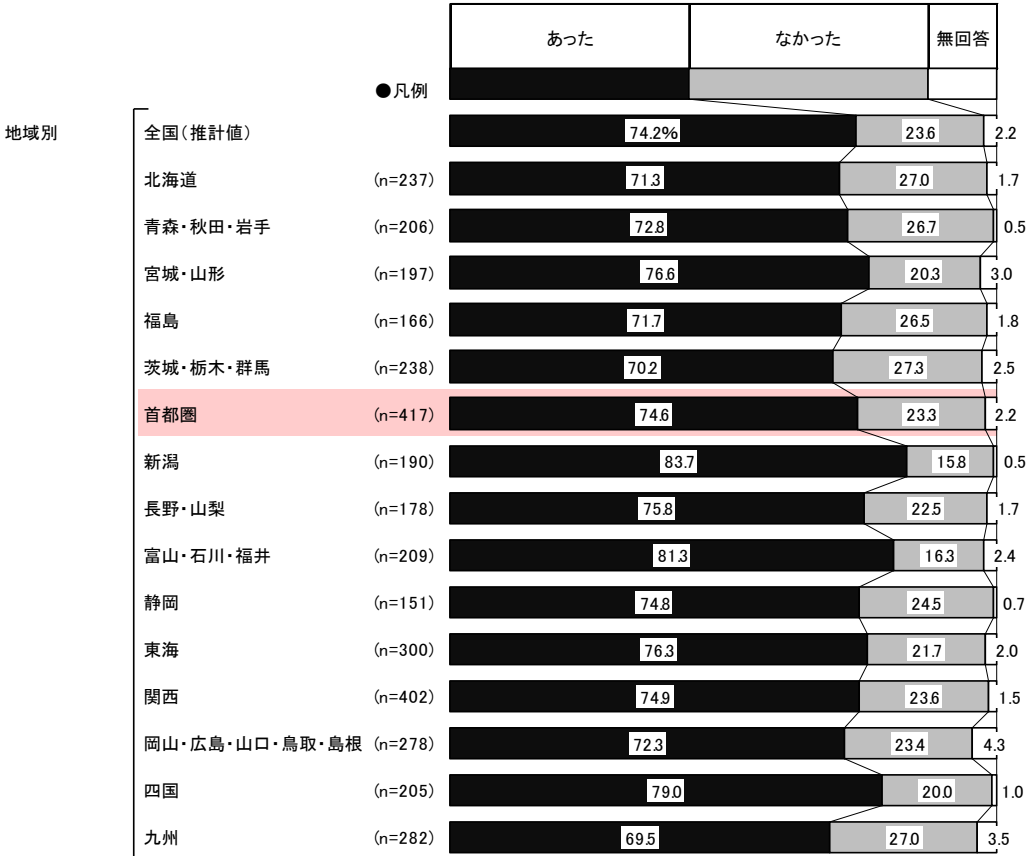 あった なかった 無回答
●凡例
地域別 全国(推計値) 74.2% 23.6 2.2
北海道 (n=237) 71.3 27.0 1.7
青森・秋田・岩手 (n=206) 72.8 26.7 0.5
宮城・山形 (n=197) 76.6 20.3 3.0
福島 (n=166) 71.7 26.5 1.8
茨城・栃木・群馬 (n=238) 70.2 27.3 2.5
首都圏 (n=417) 74.6 23.3 2.2
新潟 (n=190) 83.7 15.8 0.5
長野・山梨 (n=178) 75.8 22.5 1.7
富山・石川・福井 (n=209) 81.3 16.3 2.4
静岡 (n=151) 74.8 24.5 0.7
東海 (n=300) 76.3 21.7 2.0
関西 (n=402) 74.9 23.6 1.5
岡山・広島・山口・鳥取・島根 (n=278) 72.3 23.4 4.3
四国 (n=205) 79.0 20.0 1.0
九州 (n=282) 69.5 27.0 3.5